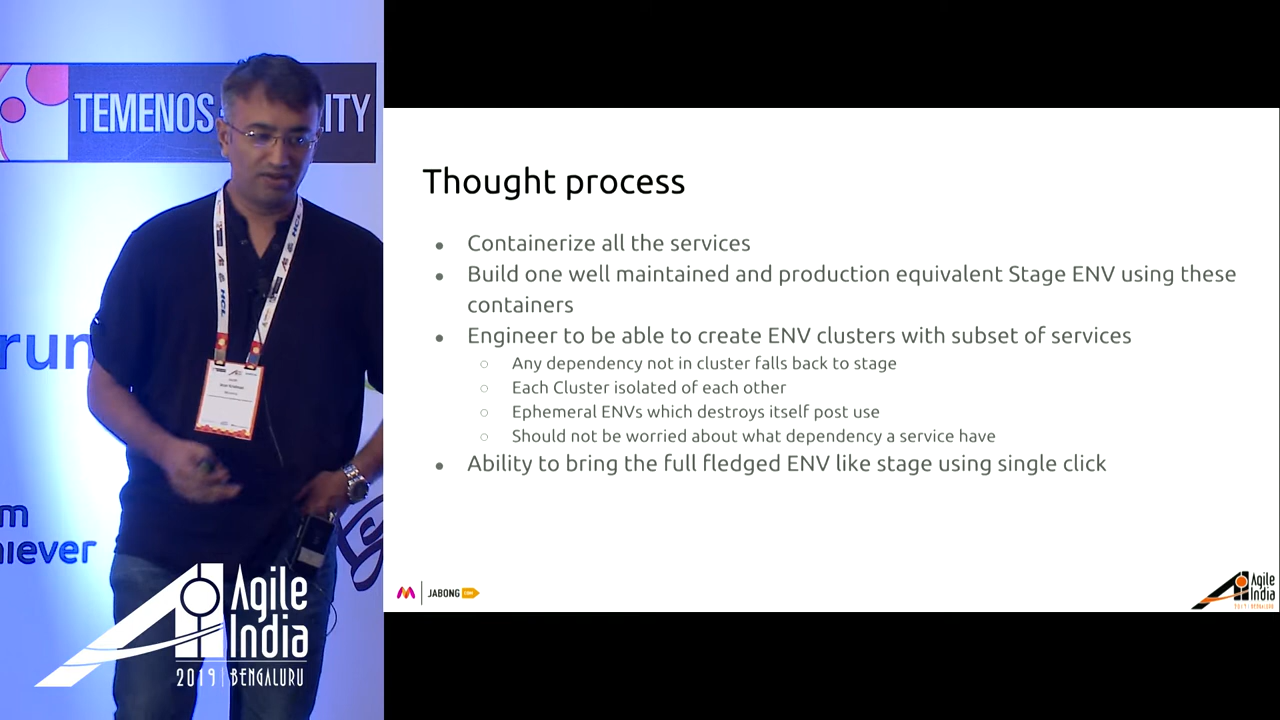 TEMENOS
ITY
HCL
HCL
run
m
niever
Agile
India
2019 | BENGALURU
Thought process
● Containerize all the services
● Build one well maintained and production equivalent Stage ENV using these
containers
● Engineer to be able to create ENV clusters with subset of services
○ Any dependency not in cluster falls back to stage
○ Each Cluster isolated of each other
○ Ephemeral ENVs which destroys itself post use
○ Should not be worried about what dependency a service have
● Ability to bring the full fledged ENV like stage using single click
JABONG
Agile
India